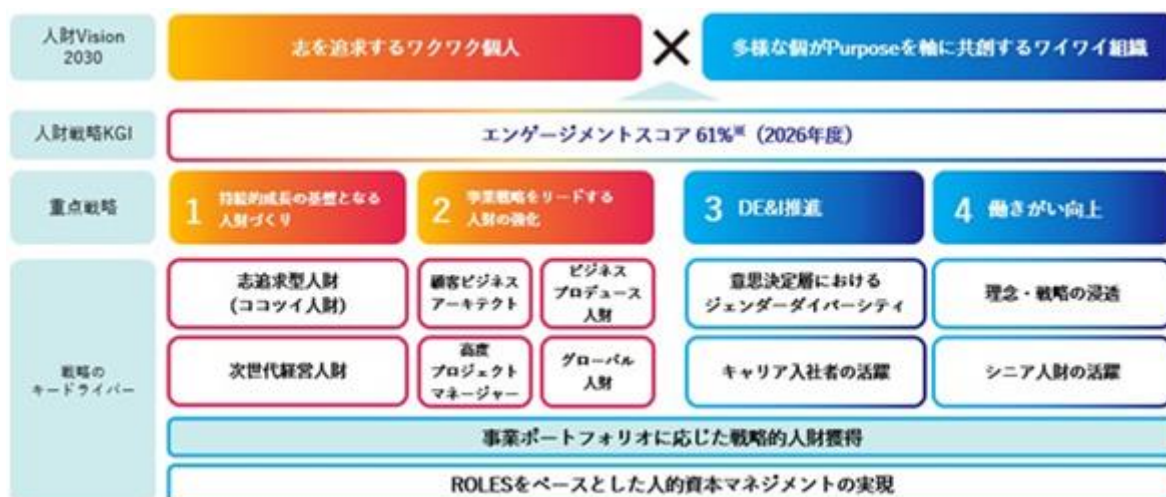 人財Vision
2030
志を追求するワクワク個人
×
多様な個がPurposeを軸に共創するワイワイ組織
人財戦略KGI
エンゲージメントスコア 61%※（2026年度）
重点戦略
1 持続的成長の基盤となる
人財づくり
2 事業戦略をリードする
人財の強化
3 DE&I推進
4 働きがい向上
戦略の
キードライバー
志追求型人財
(ココツイ人財)
顧客ビジネス
アーキテクト
ビジネス
プロデュース
人財
意思決定層における
ジェンダーダイバーシティ
理念・戦略の浸透
次世代経営人財
高度
プロジェクト
マネージャー
グローバル
人財
キャリア入社者の活躍
シニア人財の活躍
事業ポートフォリオに応じた戦略的人財獲得
ROLESをベースとした人的資本マネジメントの実現